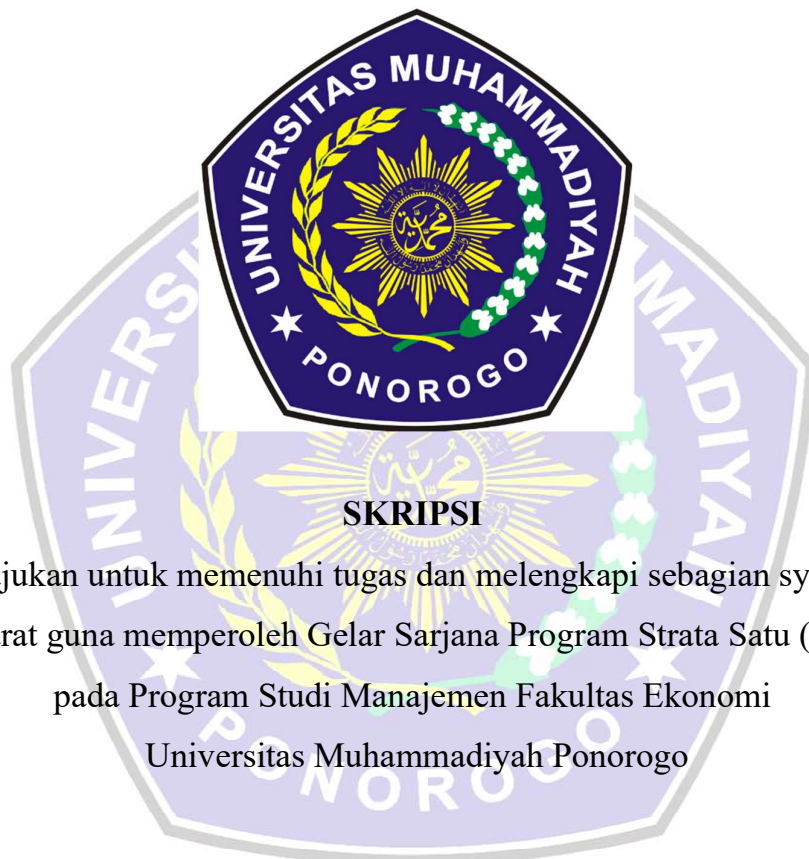 UNIVERSITAS MUHAMMADIYAH
PONOROGO
محمد
SKRIPSI
jukan untuk memenuhi tugas dan melengkapi sebagian sy
rat guna memperoleh Gelar Sarjana Program Strata Satu (
pada Program Studi Manajemen Fakultas Ekonomi
Universitas Muhammadiyah Ponorogo